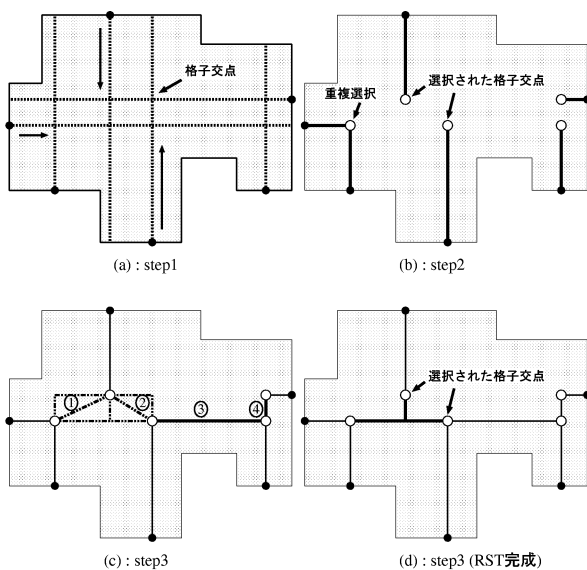 格子交点
(a) : step1
重複選択
選択された格子交点
(b) : step2
①
②
③
④
(c) : step3
選択された格子交点
(d) : step3 (RST完成)